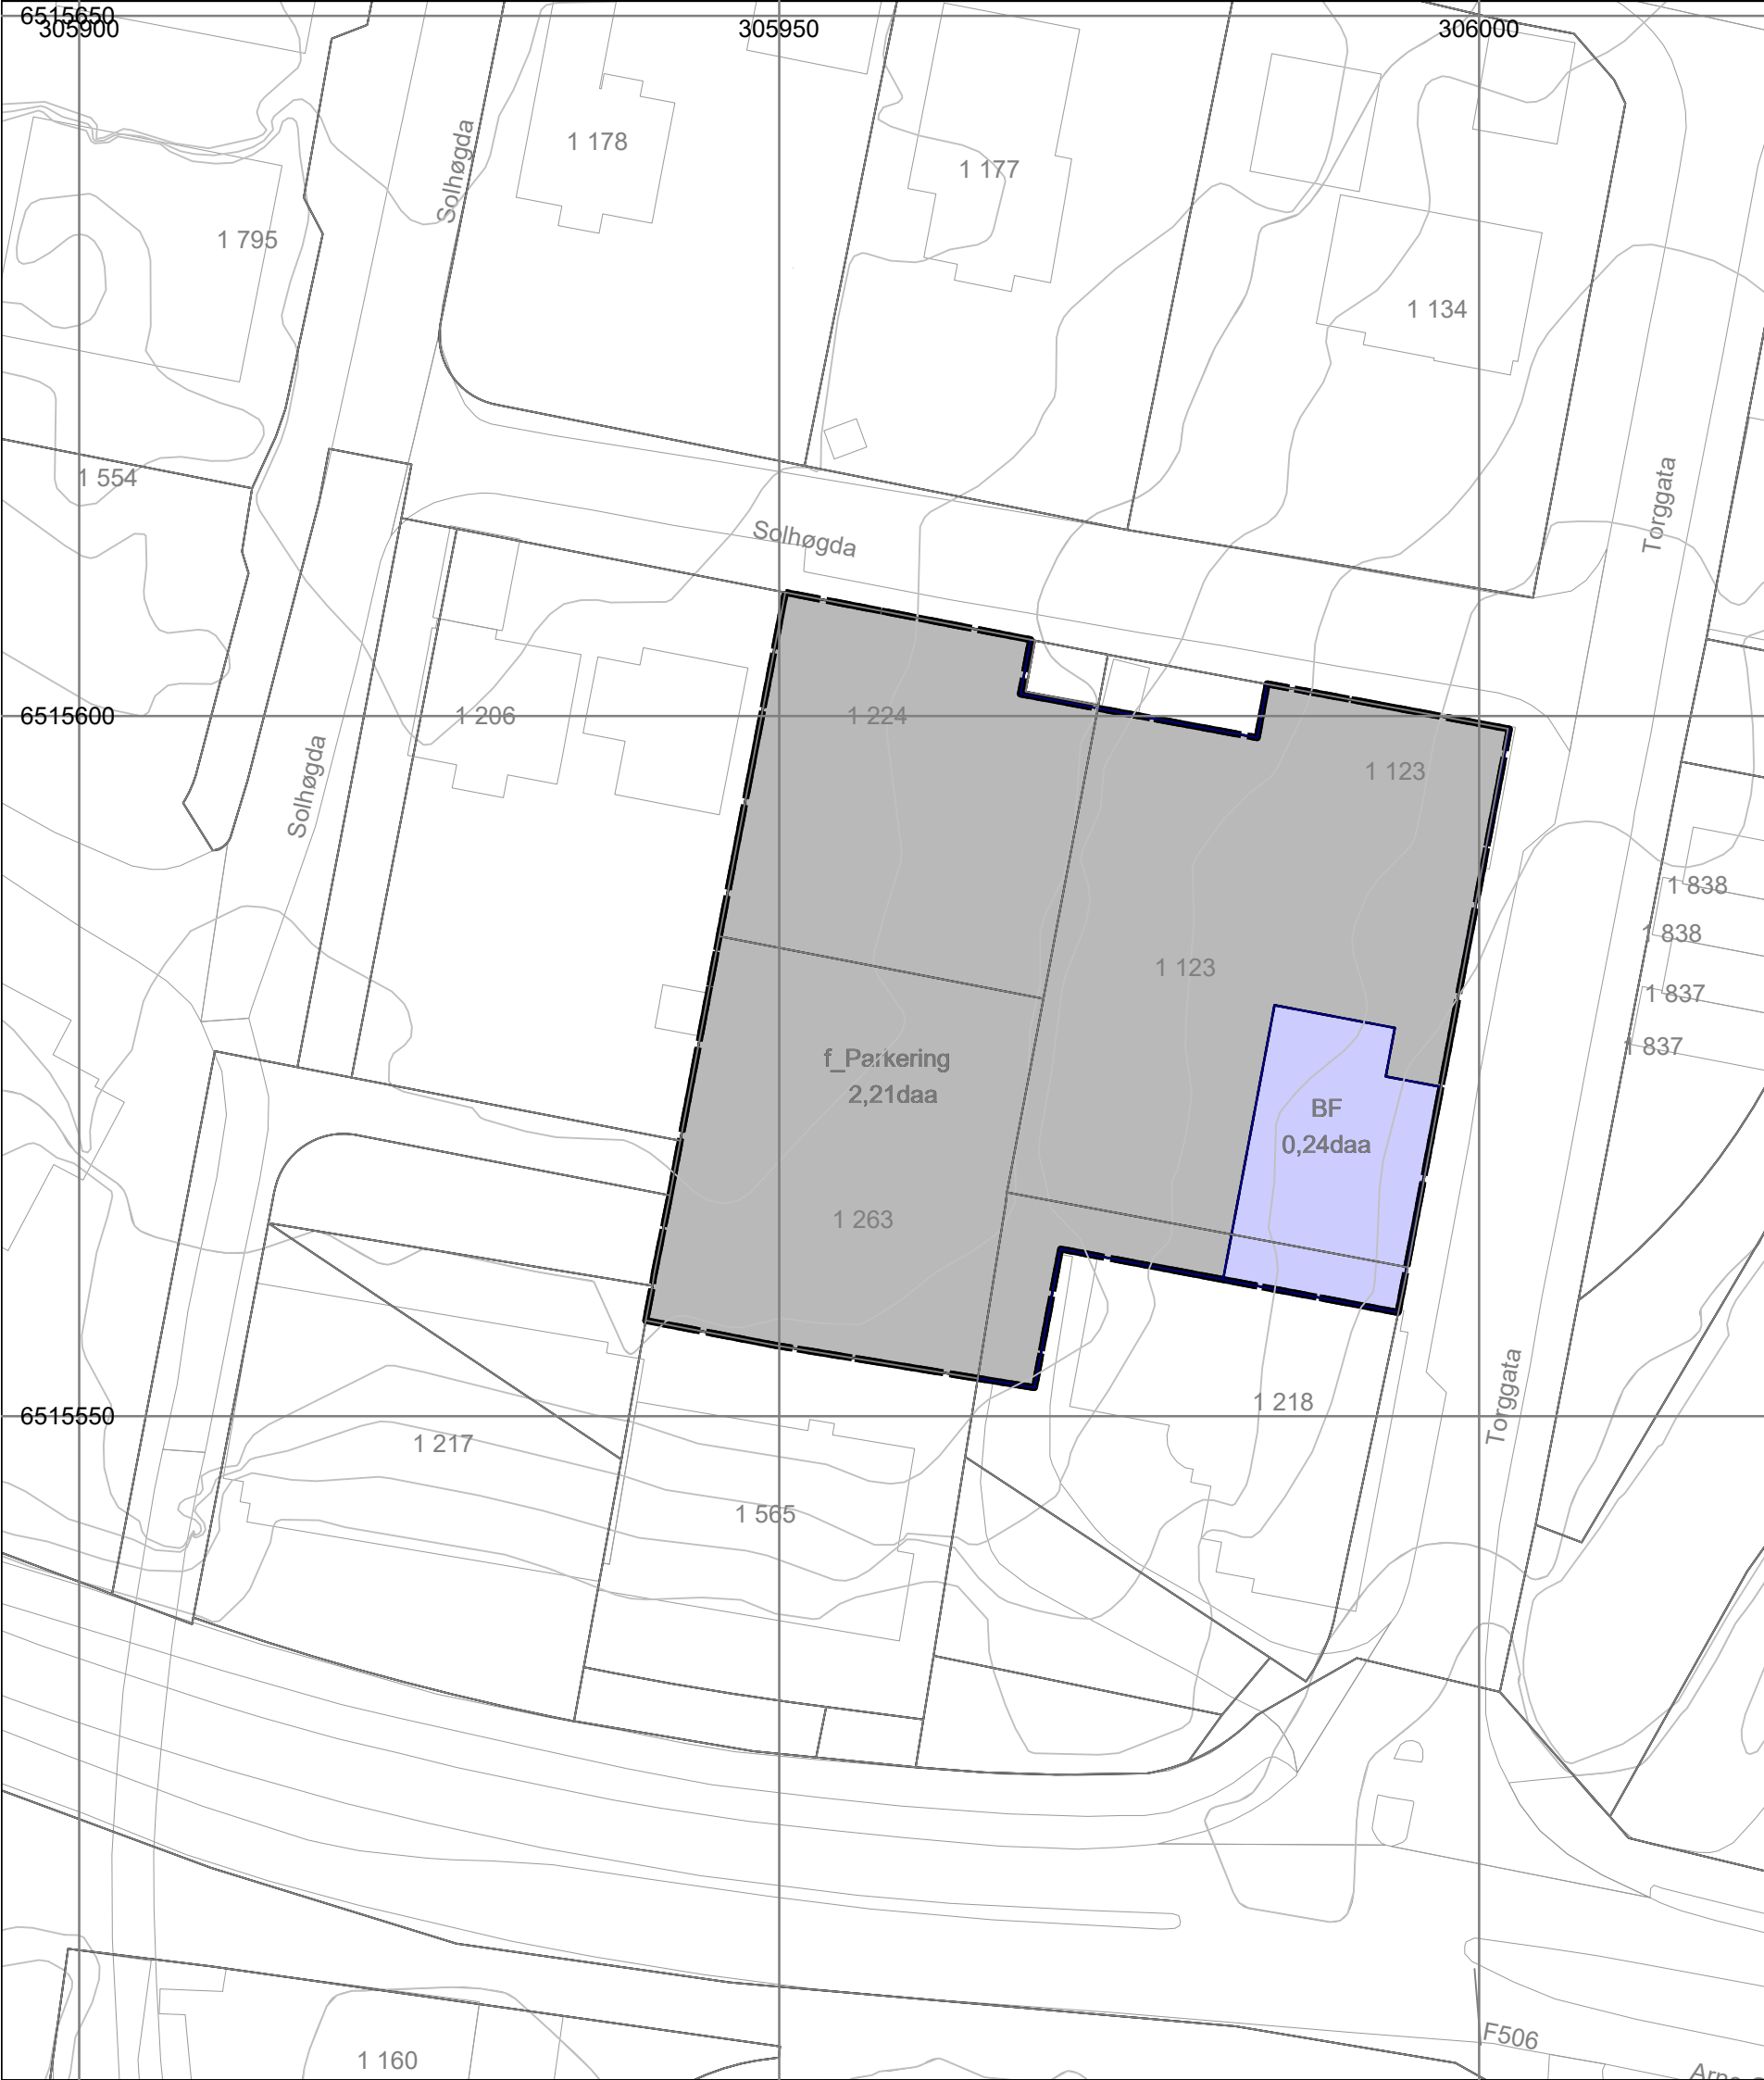 6515650
305900
305950
306000
1 178
Solhøgda
1 177
1 795
1 134
1 554
Torggata
Solhøgda
6515600
1 206
1 224
Solhøgda
1 123
1 838
1 838
1 123
1 837
1 837
f_Parkering
2,21daa
BF
0,24daa
1 263
Torggata
6515550
1 218
1 217
1 565
F506
1 160